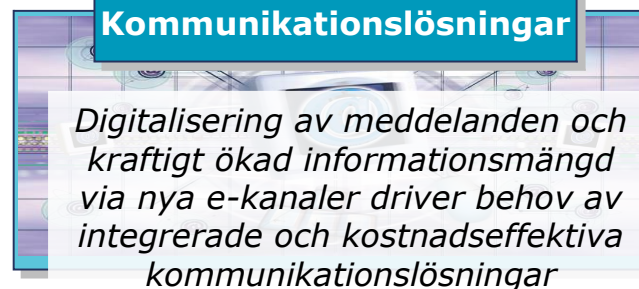 Kommunikationslösningar
Digitalisering av meddelanden och
kraftigt ökad informationsmängd
via nya e-kanaler driver behov av
integrerade och kostnadseffektiva
kommunikationslösningar